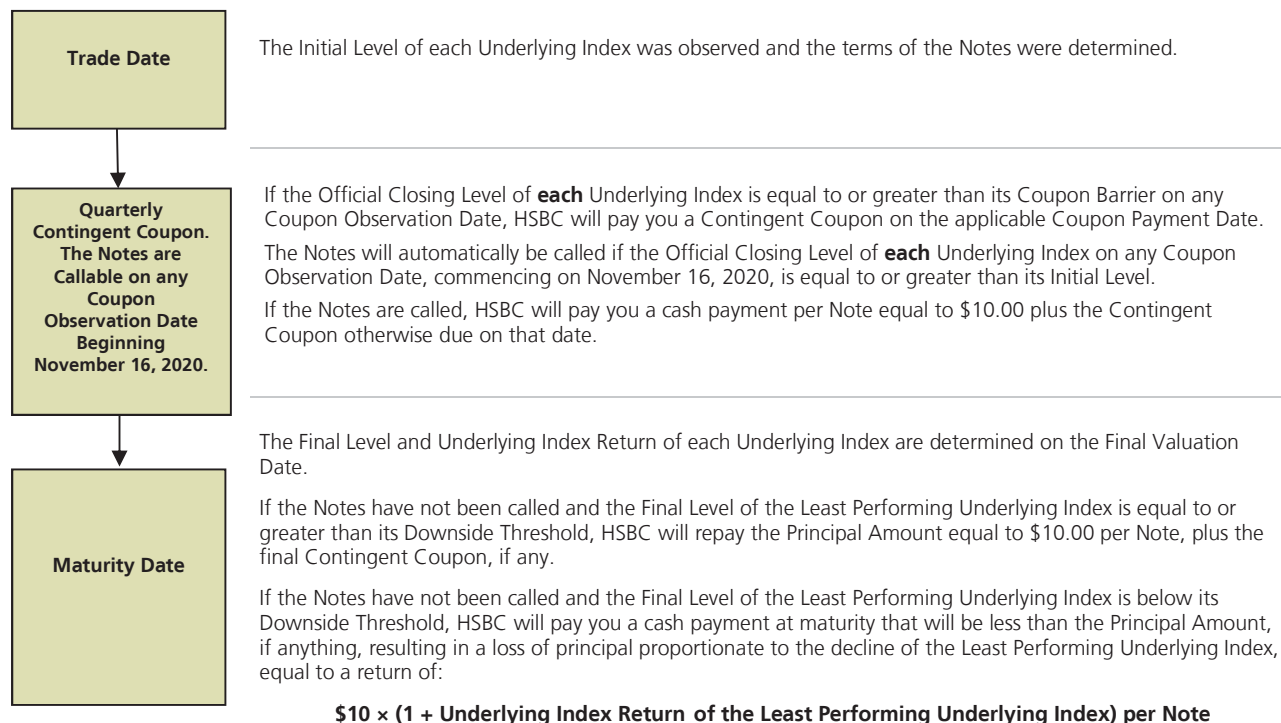 Trade Date
The Initial Level of each Underlying Index was observed and the terms of the Notes were determined.
Quarterly
Contingent Coupon.
The Notes are
Callable on any
Coupon
Observation Date
Beginning
November 16, 2020.
If the Official Closing Level of each Underlying Index is equal to or greater than its Coupon Barrier on any
Coupon Observation Date, HSBC will pay you a Contingent Coupon on the applicable Coupon Payment Date.
The Notes will automatically be called if the Official Closing Level of each Underlying Index on any Coupon
Observation Date, commencing on November 16, 2020, is equal to or greater than its Initial Level.
If the Notes are called, HSBC will pay you a cash payment per Note equal to $10.00 plus the Contingent
Coupon otherwise due on that date.
Maturity Date
The Final Level and Underlying Index Return of each Underlying Index are determined on the Final Valuation
Date.
If the Notes have not been called and the Final Level of the Least Performing Underlying Index is equal to or
greater than its Downside Threshold, HSBC will repay the Principal Amount equal to $10.00 per Note, plus the
final Contingent Coupon, if any.
If the Notes have not been called and the Final Level of the Least Performing Underlying Index is below its
Downside Threshold, HSBC will pay you a cash payment at maturity that will be less than the Principal Amount,
if anything, resulting in a loss of principal proportionate to the decline of the Least Performing Underlying Index,
equal to a return of:
$10 × (1 + Underlying Index Return of the Least Performing Underlying Index) per Note